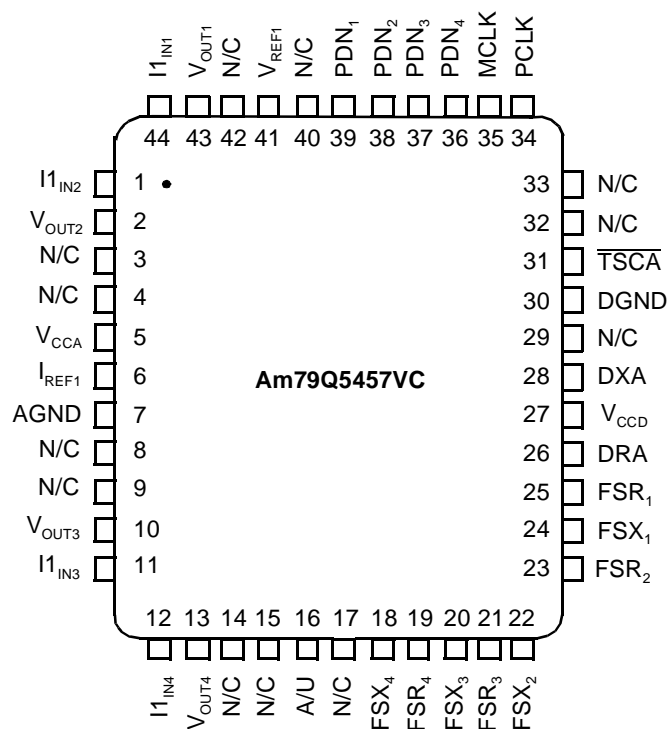 I1IN1 VOUT1 N/C VREF1 N/C PDN1 PDN2 PDN3 PDN4 MCLK PCLK
44 43 42 41 40 39 38 37 36 35 34
I1IN2 1 33 N/C
VOUT2 2 32 N/C
N/C 3 31 TSCA
N/C 4 30 DGND
VCCA 5 29 N/C
IREF1 6 Am79Q5457VC 28 DXA
AGND 7 27 VCCD
N/C 8 26 DRA
N/C 9 25 FSR1
VOUT3 10 24 FSX1
I1IN3 11 23 FSR2
12 13 14 15 16 17 18 19 20 21 22
I1IN4 VOUT4 N/C N/C A/U N/C FSX4 FSR4 FSX3 FSR3 FSX2